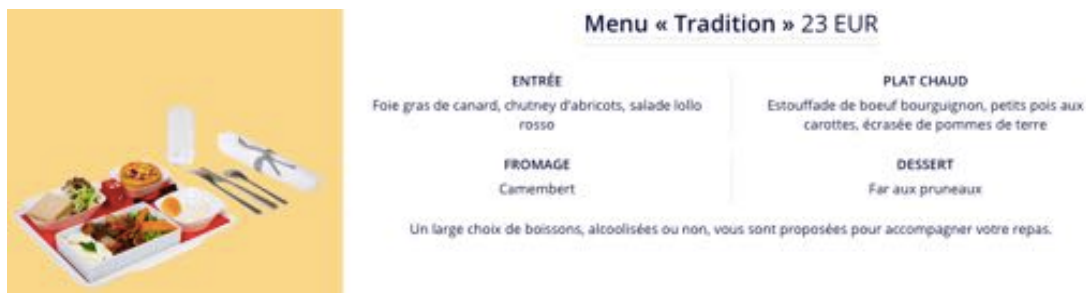 Menu « Tradition » 23 EUR
ENTRÉE
Foie gras de canard, chutney d'abricots, salade lollo
rosso
PLAT CHAUD
Estouffade de boeuf bourguignon, petits pois aux
carottes, écrasée de pommes de terre
FROMAGE
Camembert
DESSERT
Far aux pruneaux
Un large choix de boissons, alcoolisées ou non, vous sont proposées pour accompagner votre repas.